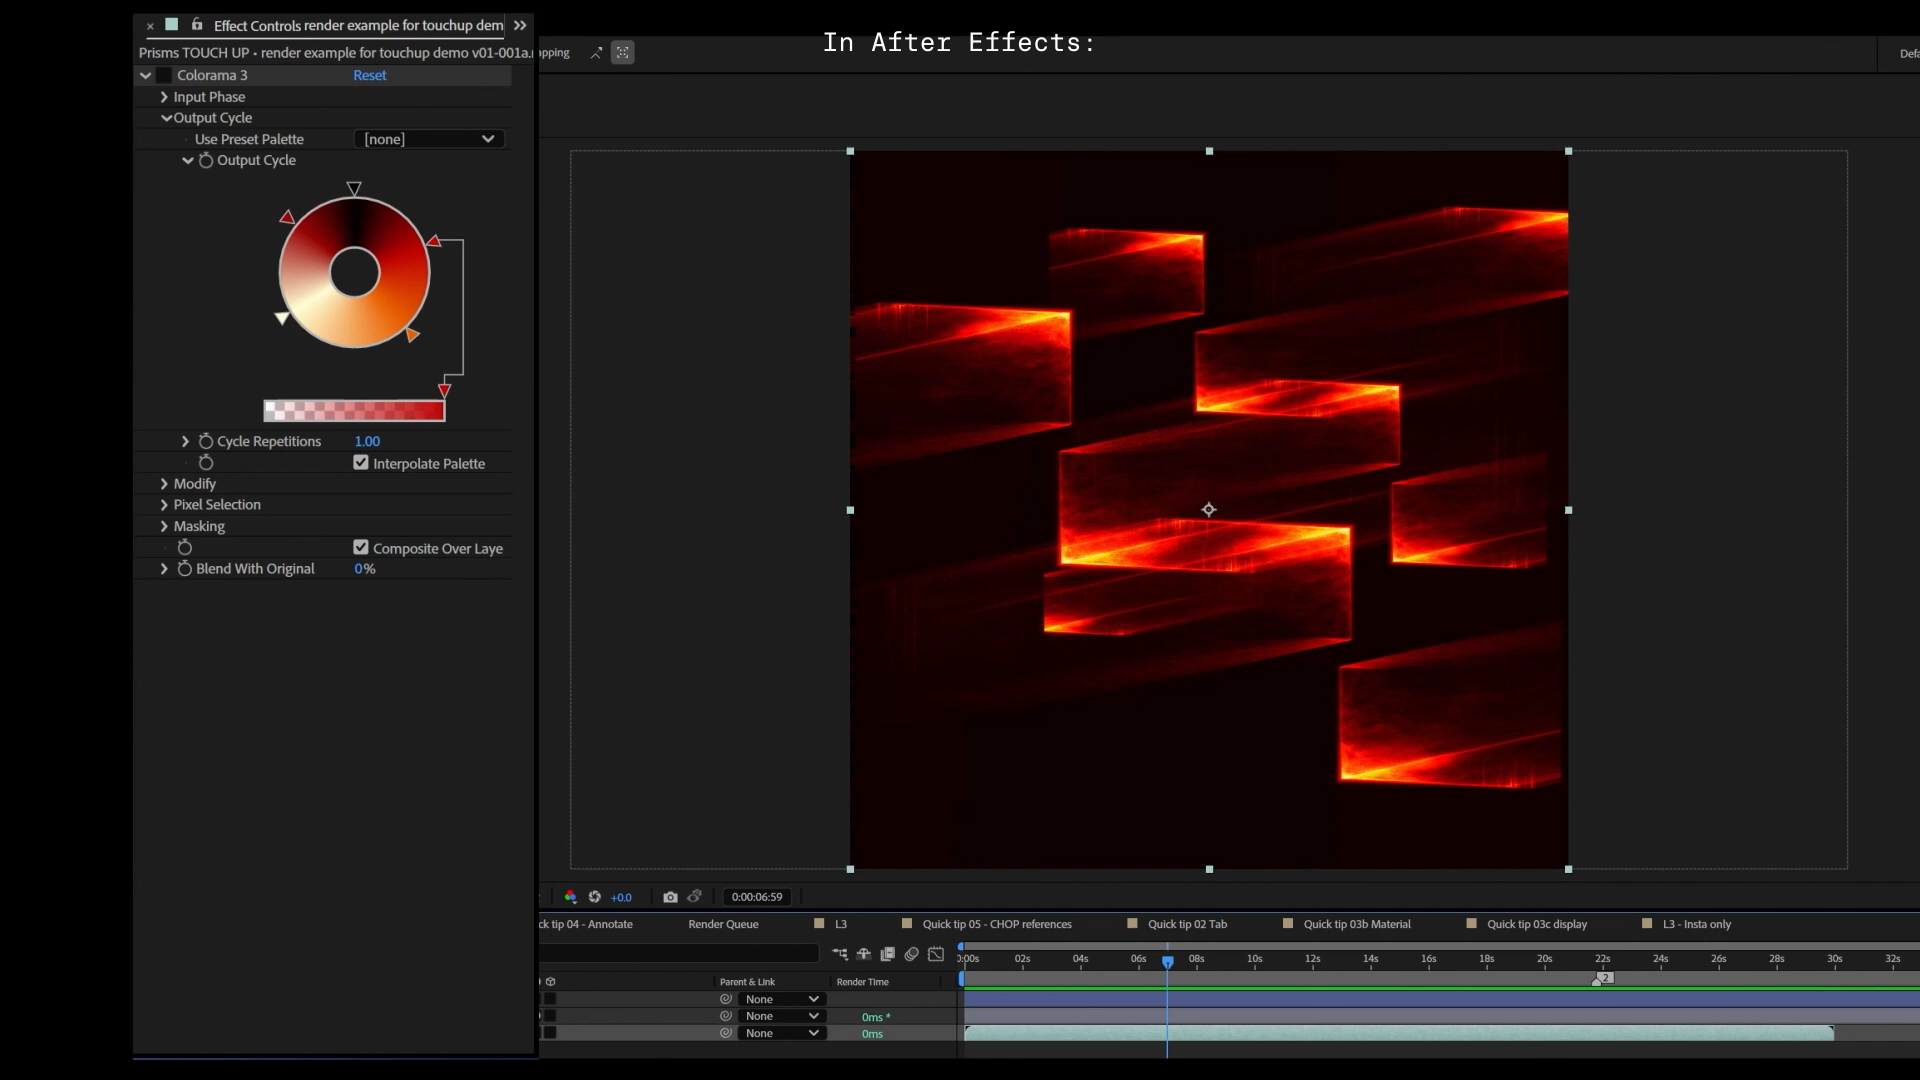 In After Effects:
Effect Controls render example for touchup dem
Prisms TOUCH UP • render example for touchup demo v01-001a.
Colorama 3
Reset
Input Phase
Output Cycle
Use Preset Palette
[none]
Output Cycle
Cycle Repetitions
1.00
Interpolate Palette
Modify
Pixel Selection
Masking
Composite Over Laye
Blend With Original
0%
apping
Defa
+0.0
0:00:06:59
ck tip 04 - Annotate
Render Queue
L3
Quick tip 05 - CHOP references
Quick tip 02 Tab
Quick tip 03b Material
Quick tip 03c display
L3 - Insta only
0:00s 02s 04s 06s 08s 10s 12s 14s 16s 18s 20s 22s 24s 26s 28s 30s 32s
2
Parent & Link
Render Time
None
None
0ms *
None
0ms